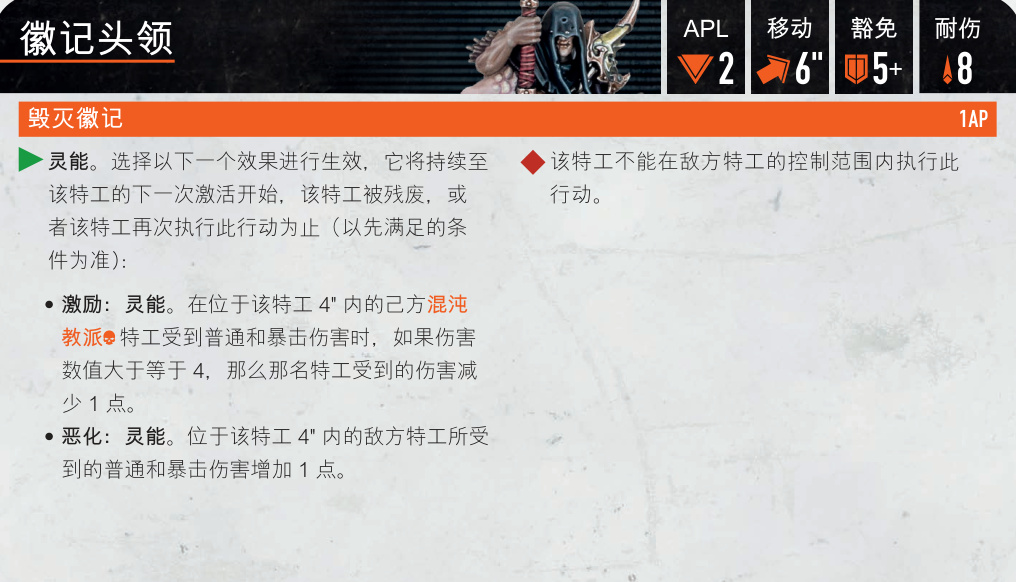 徽记头领
APL 2
移动 6"
豁免 5+
耐伤 8
毁灭徽记 1AP
灵能。选择以下一个效果进行生效，它将持续至
该特工的下一次激活开始，该特工被残废，或
者该特工再次执行此行动为止（以先满足的条
件为准）：
• 激励：灵能。在位于该特工 4" 内的己方混沌
教派特工受到普通和暴击伤害时，如果伤害
数值大于等于 4，那么那名特工受到的伤害减
少 1 点。
• 恶化：灵能。位于该特工 4" 内的敌方特工所受
到的普通和暴击伤害增加 1 点。
该特工不能在敌方特工的控制范围内执行此
行动。